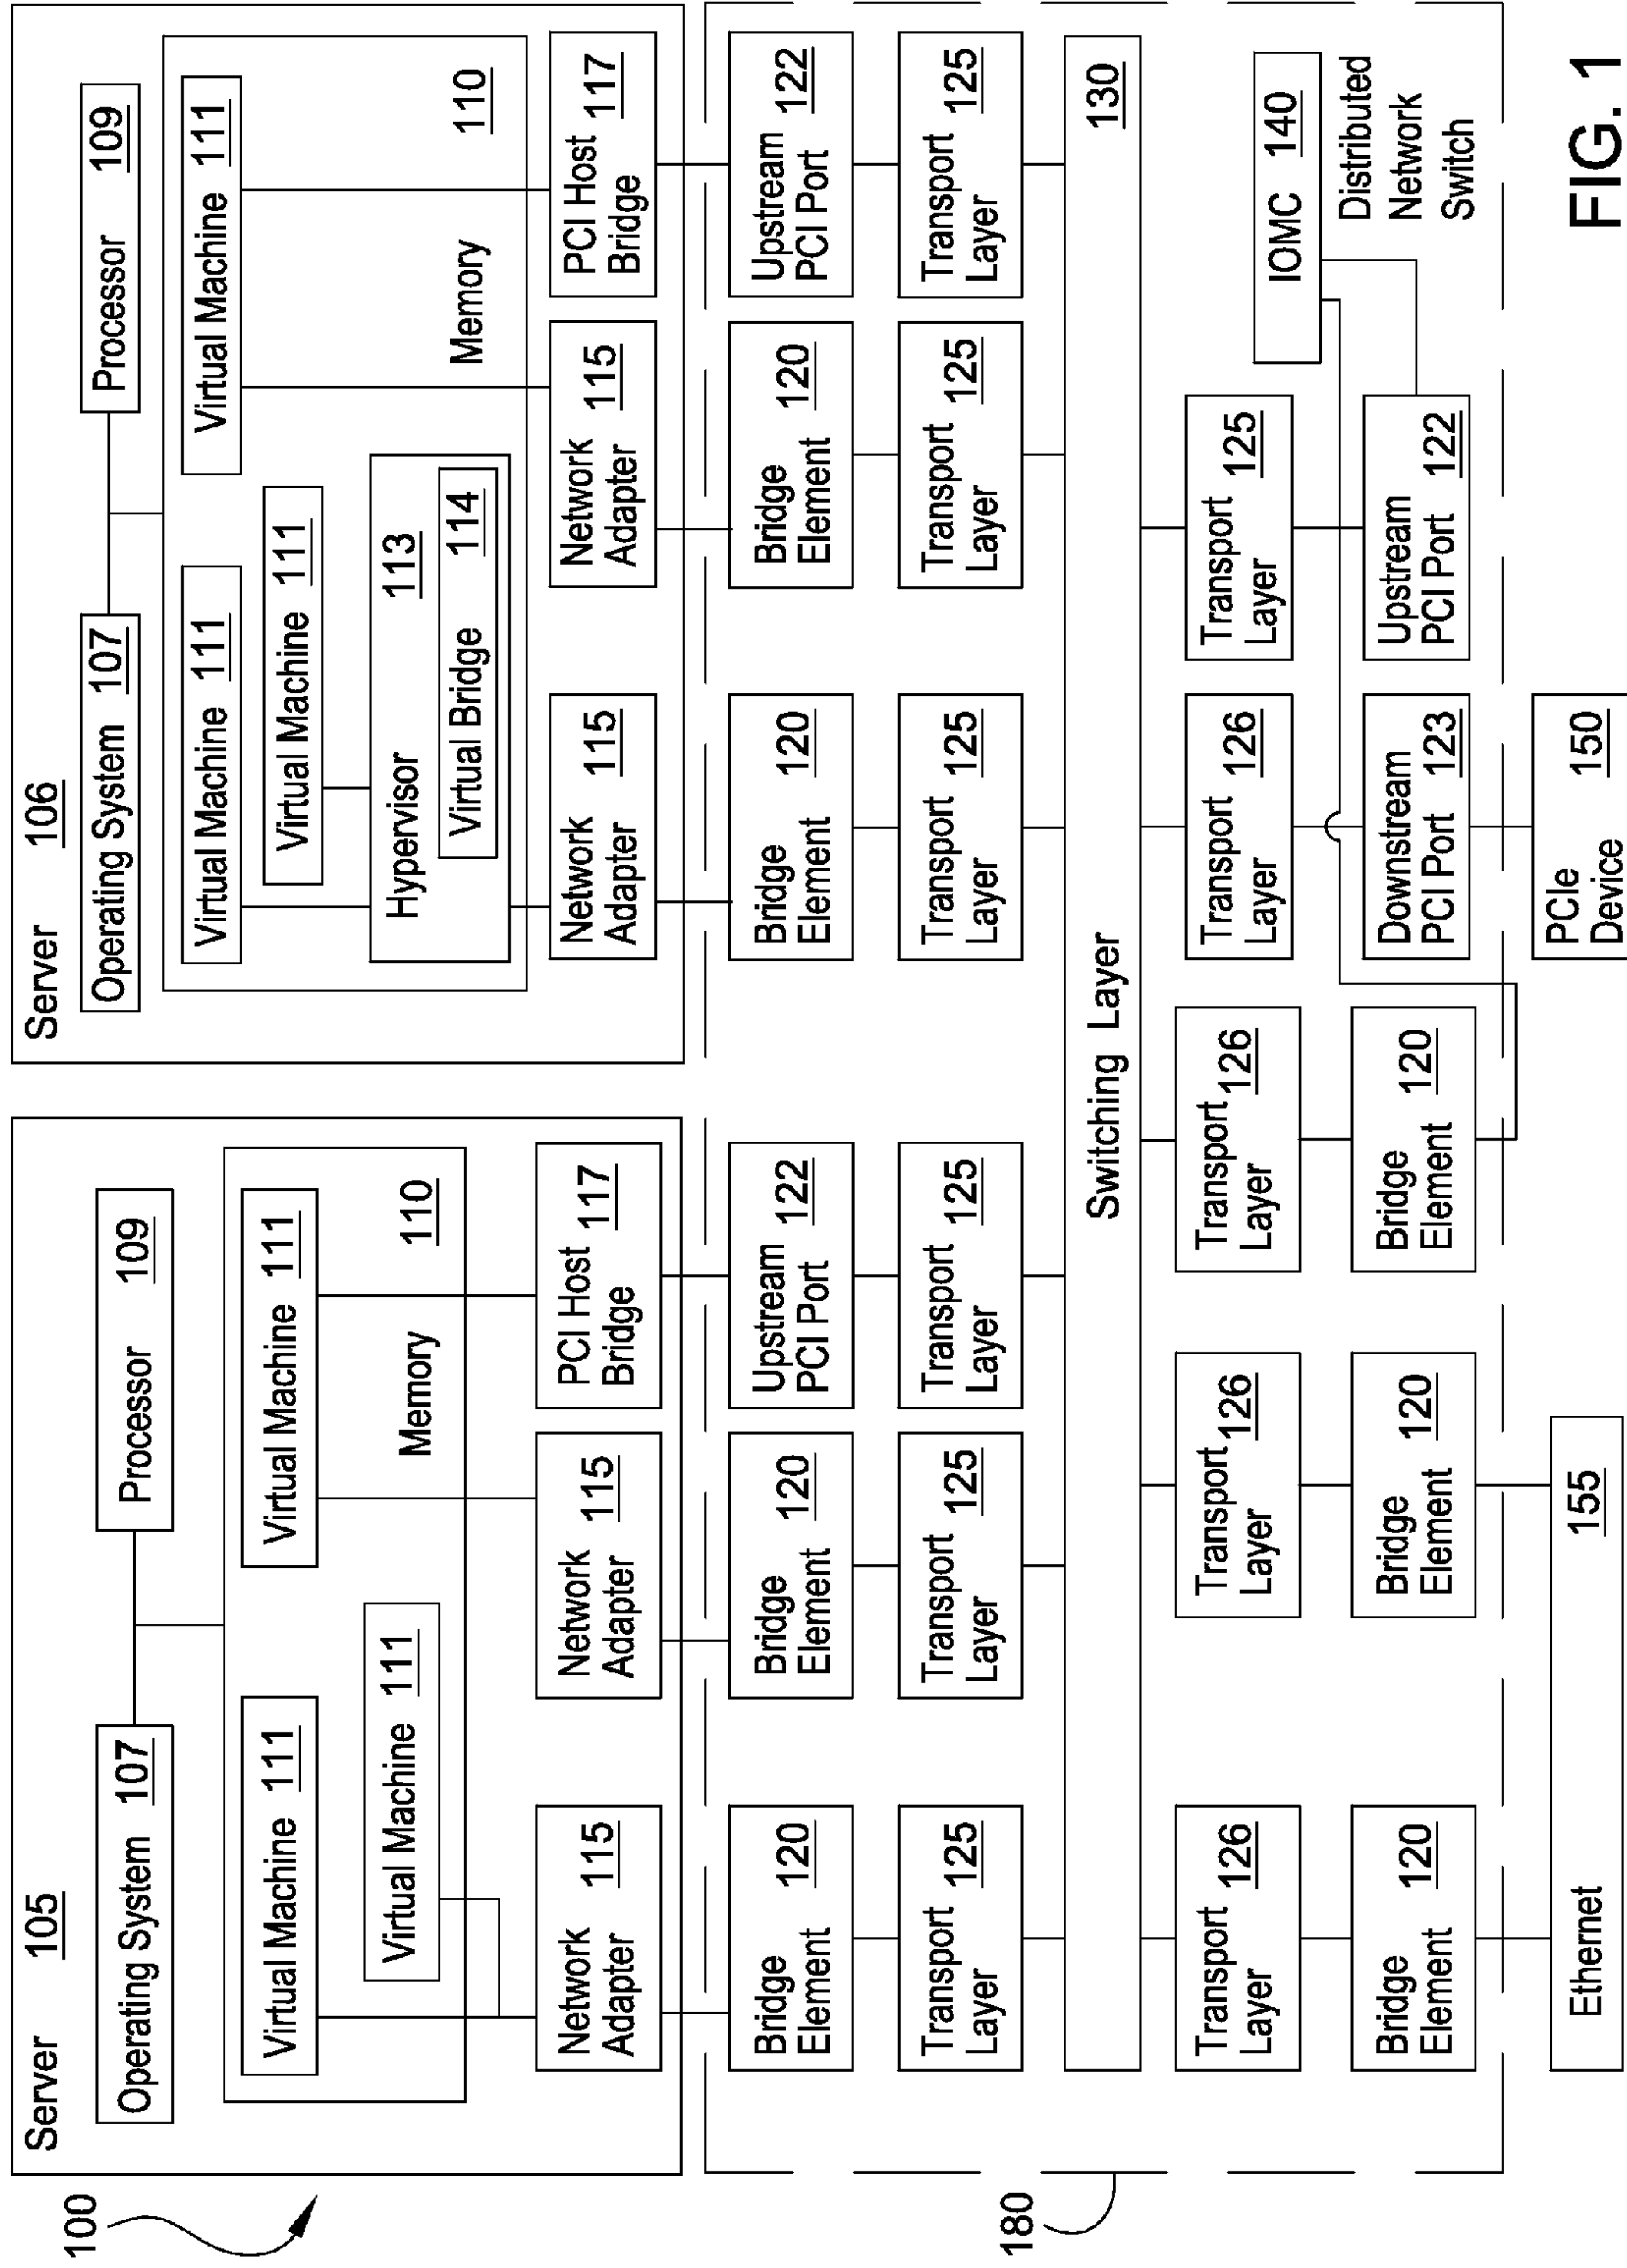 100
Server 105
Operating System 107
Processor 109
Virtual Machine 111
Virtual Machine 111
Virtual Machine 111
Memory 110
Network
Adapter 115
Network
Adapter 115
PCI Host
Bridge 117
Server 106
Operating System 107
Processor 109
Virtual Machine 111
Virtual Machine 111
Virtual Machine 111
Hypervisor 113
Virtual Bridge 114
Memory 110
Network
Adapter 115
Network
Adapter 115
PCI Host
Bridge 117
180
Bridge
Element 120
Bridge
Element 120
Upstream
PCI Port 122
Bridge
Element 120
Bridge
Element 120
Upstream
PCI Port 122
Transport
Layer 125
Transport
Layer 125
Transport
Layer 125
Transport
Layer 125
Transport
Layer 125
Transport
Layer 125
Switching Layer 130
Transport
Layer 126
Transport
Layer 126
Transport
Layer 126
Transport
Layer 126
Transport
Layer 125
IOMC 140
Bridge
Element 120
Bridge
Element 120
Bridge
Element 120
Downstream
PCI Port 123
Upstream
PCI Port 122
Distributed
Network
Switch
Ethernet 155
PCIe
Device 150
FIG. 1